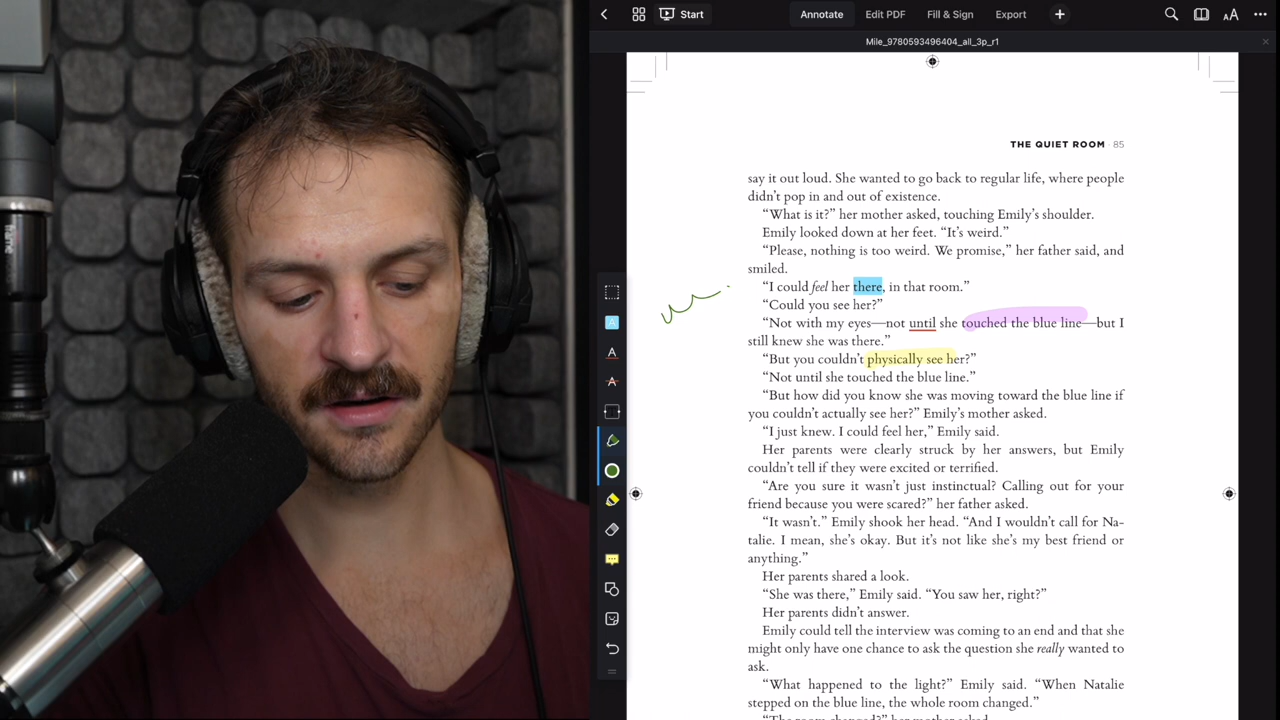 Start
Annotate Edit PDF Fill & Sign Export
AA
Mile_9780593496404_all_3p_r1
THE QUIET ROOM · 85
say it out loud. She wanted to go back to regular life, where people
didn’t pop in and out of existence.
“What is it?” her mother asked, touching Emily’s shoulder.
Emily looked down at her feet. “It’s weird.”
“Please, nothing is too weird. We promise,” her father said, and
smiled.
“I could feel her there, in that room.”
“Could you see her?”
“Not with my eyes—not until she touched the blue line—but I
still knew she was there.”
“But you couldn’t physically see her?”
“Not until she touched the blue line.”
“But how did you know she was moving toward the blue line if
you couldn’t actually see her?” Emily’s mother asked.
“I just knew. I could feel her,” Emily said.
Her parents were clearly struck by her answers, but Emily
couldn’t tell if they were excited or terrified.
“Are you sure it wasn’t just instinctual? Calling out for your
friend because you were scared?” her father asked.
“It wasn’t.” Emily shook her head. “And I wouldn’t call for Na-
talie. I mean, she’s okay. But it’s not like she’s my best friend or
anything.”
Her parents shared a look.
“She was there,” Emily said. “You saw her, right?”
Her parents didn’t answer.
Emily could tell the interview was coming to an end and that she
might only have one chance to ask the question she really wanted to
ask.
“What happened to the light?” Emily said. “When Natalie
stepped on the blue line, the whole room changed.”
“The room changed?” her mother asked.
A
A
A